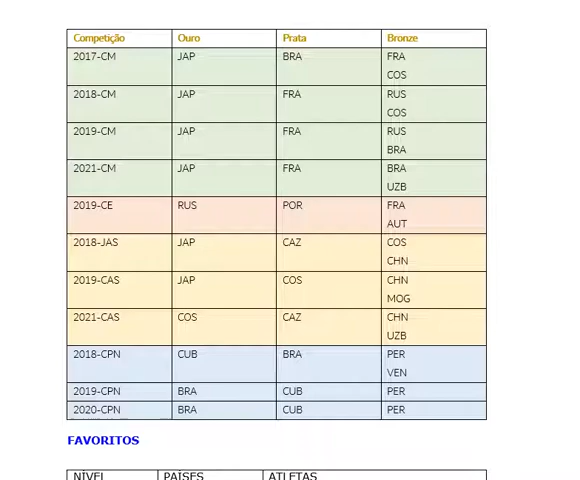 Competição Ouro Prata Bronze
2017-CM JAP BRA FRA
COS
2018-CM JAP FRA RUS
COS
2019-CM JAP FRA RUS
BRA
2021-CM JAP FRA BRA
UZB
2019-CE RUS POR FRA
AUT
2018-JAS JAP CAZ COS
CHN
2019-CAS JAP COS CHN
MOG
2021-CAS COS CAZ CHN
UZB
2018-CPN CUB BRA PER
VEN
2019-CPN BRA CUB PER
2020-CPN BRA CUB PER
FAVORITOS
NÍVEL PAÍSES ATLETAS